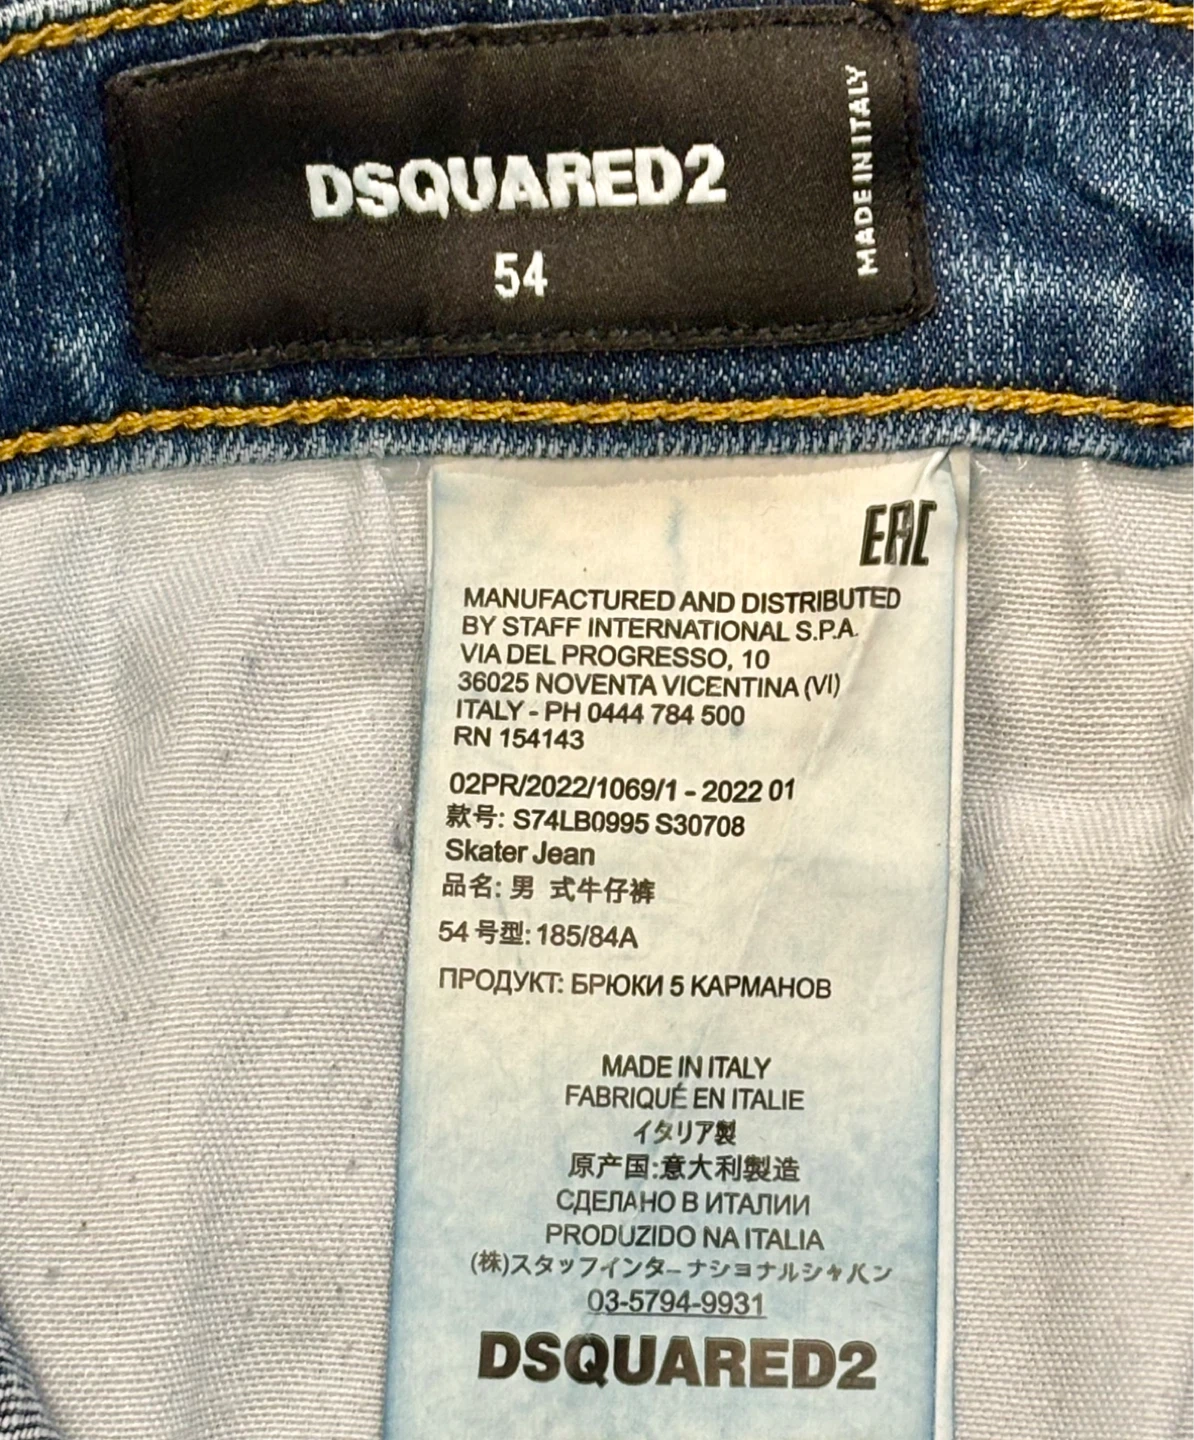 DSQUARED2
54
MADE IN ITALY
EAC
MANUFACTURED AND DISTRIBUTED
BY STAFF INTERNATIONAL S.P.A.
VIA DEL PROGRESSO, 10
36025 NOVENTA VICENTINA (VI)
ITALY - PH 0444 784 500
RN 154143
02PR/2022/1069/1 - 2022 01
款号: S74LB0995 S30708
Skater Jean
品名: 男 式牛仔裤
54 号型: 185/84A
ПРОДУКТ: БРЮКИ 5 КАРМАНОВ
MADE IN ITALY
FABRIQUÉ EN ITALIE
イタリア製
原产国:意大利製造
СДЕЛАНО В ИТАЛИИ
PRODUZIDO NA ITALIA
(株)スタッフインターナショナルジャパン
03-5794-9931
DSQUARED2